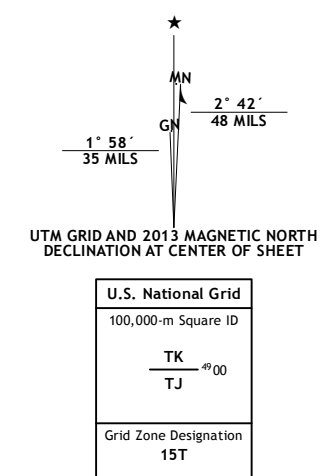 ★
MN
GN
2° 42´
48 MILS
1° 58´
35 MILS
UTM GRID AND 2013 MAGNETIC NORTH
DECLINATION AT CENTER OF SHEET
U.S. National Grid
100,000-m Square ID
TK
⁴⁹00
TJ
Grid Zone Designation
15T